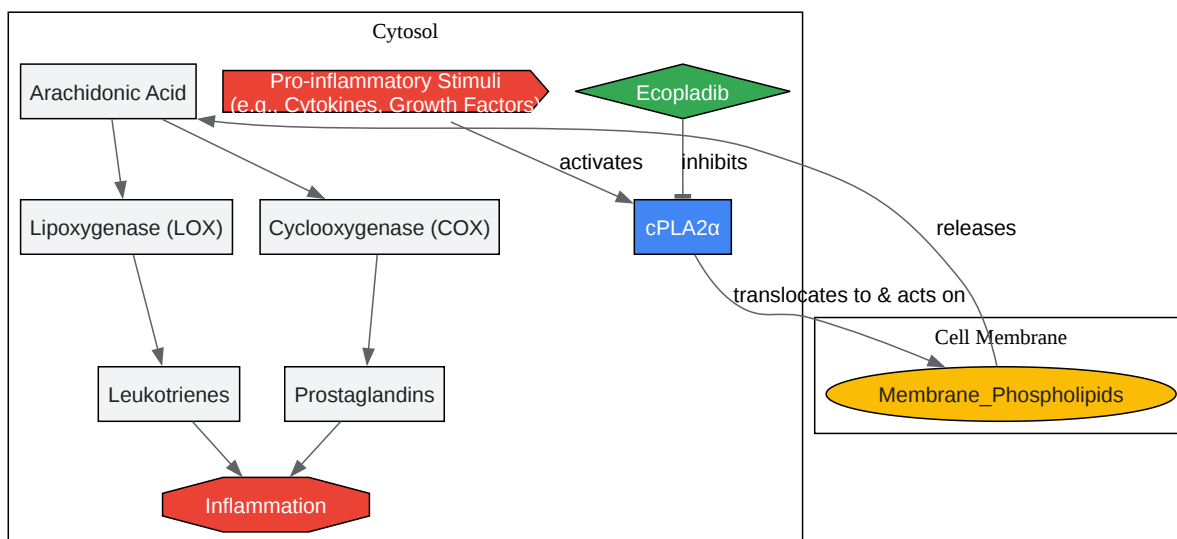 Cytosol
Arachidonic Acid
Pro-inflammatory Stimuli
(e.g., Cytokines, Growth Factors)
Ecopladib
activates
inhibits
Lipoxygenase (LOX)
Cyclooxygenase (COX)
cPLA2α
releases
translocates to & acts on
Cell Membrane
Leukotrienes
Prostaglandins
Membrane_Phospholipids
Inflammation